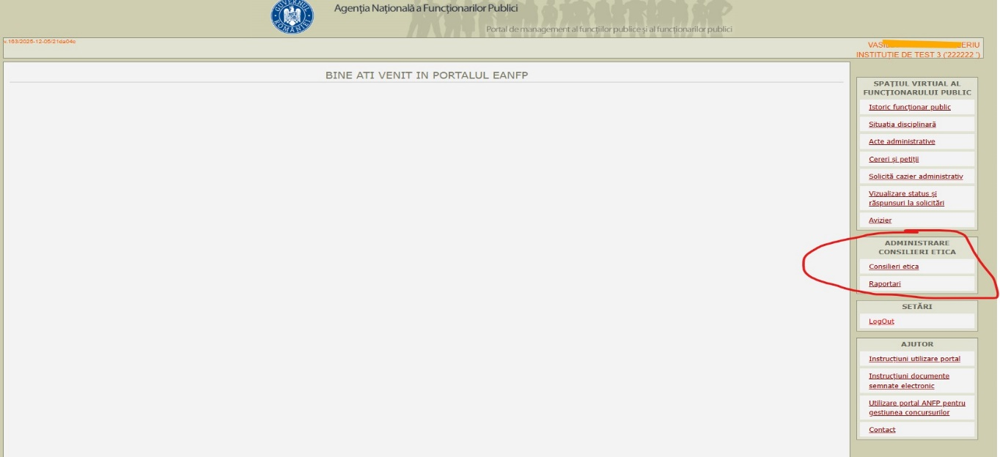 GUVERNUL ROMÂNIEI
Agenția Națională a Funcționarilor Publici
Portal de management al funcțiilor publice și al funcționarilor publici
v.163/2025-12-05/21da04c
ERIU
INSTITUȚIE DE TEST 3 ('222222 ')
BINE ATI VENIT IN PORTALUL EANFP
SPAȚIUL VIRTUAL AL
FUNCȚIONARULUI PUBLIC
Istoric funcționar public
Situația disciplinară
Acte administrative
Cereri și petiții
Solicită cazier administrativ
Vizualizare status și
răspunsuri la solicitări
Avizier
ADMINISTRARE
CONSILIERI ETICA
Consilieri etica
Raportari
SETĂRI
LogOut
AJUTOR
Instructiuni utilizare portal
Instrucțiuni documente
semnate electronic
Utilizare portal ANFP pentru
gestiunea concursurilor
Contact